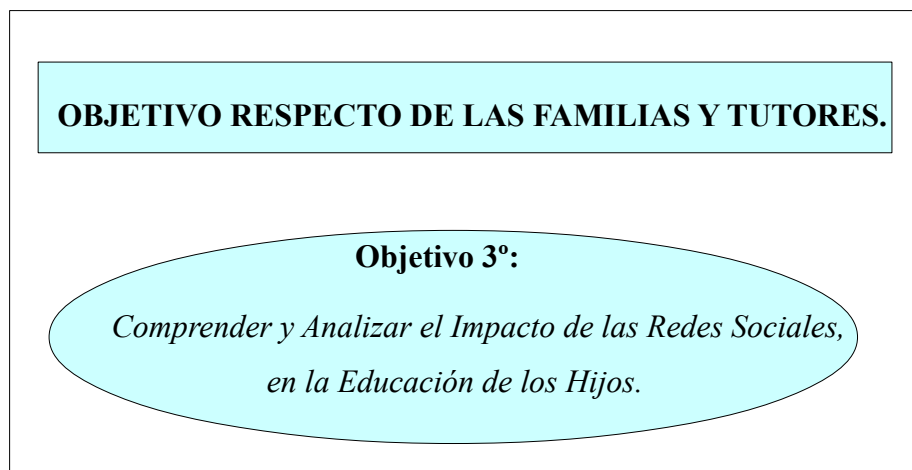 OBJETIVO RESPECTO DE LAS FAMILIAS Y TUTORES.
Objetivo 3º:
Comprender y Analizar el Impacto de las Redes Sociales,
en la Educación de los Hijos.